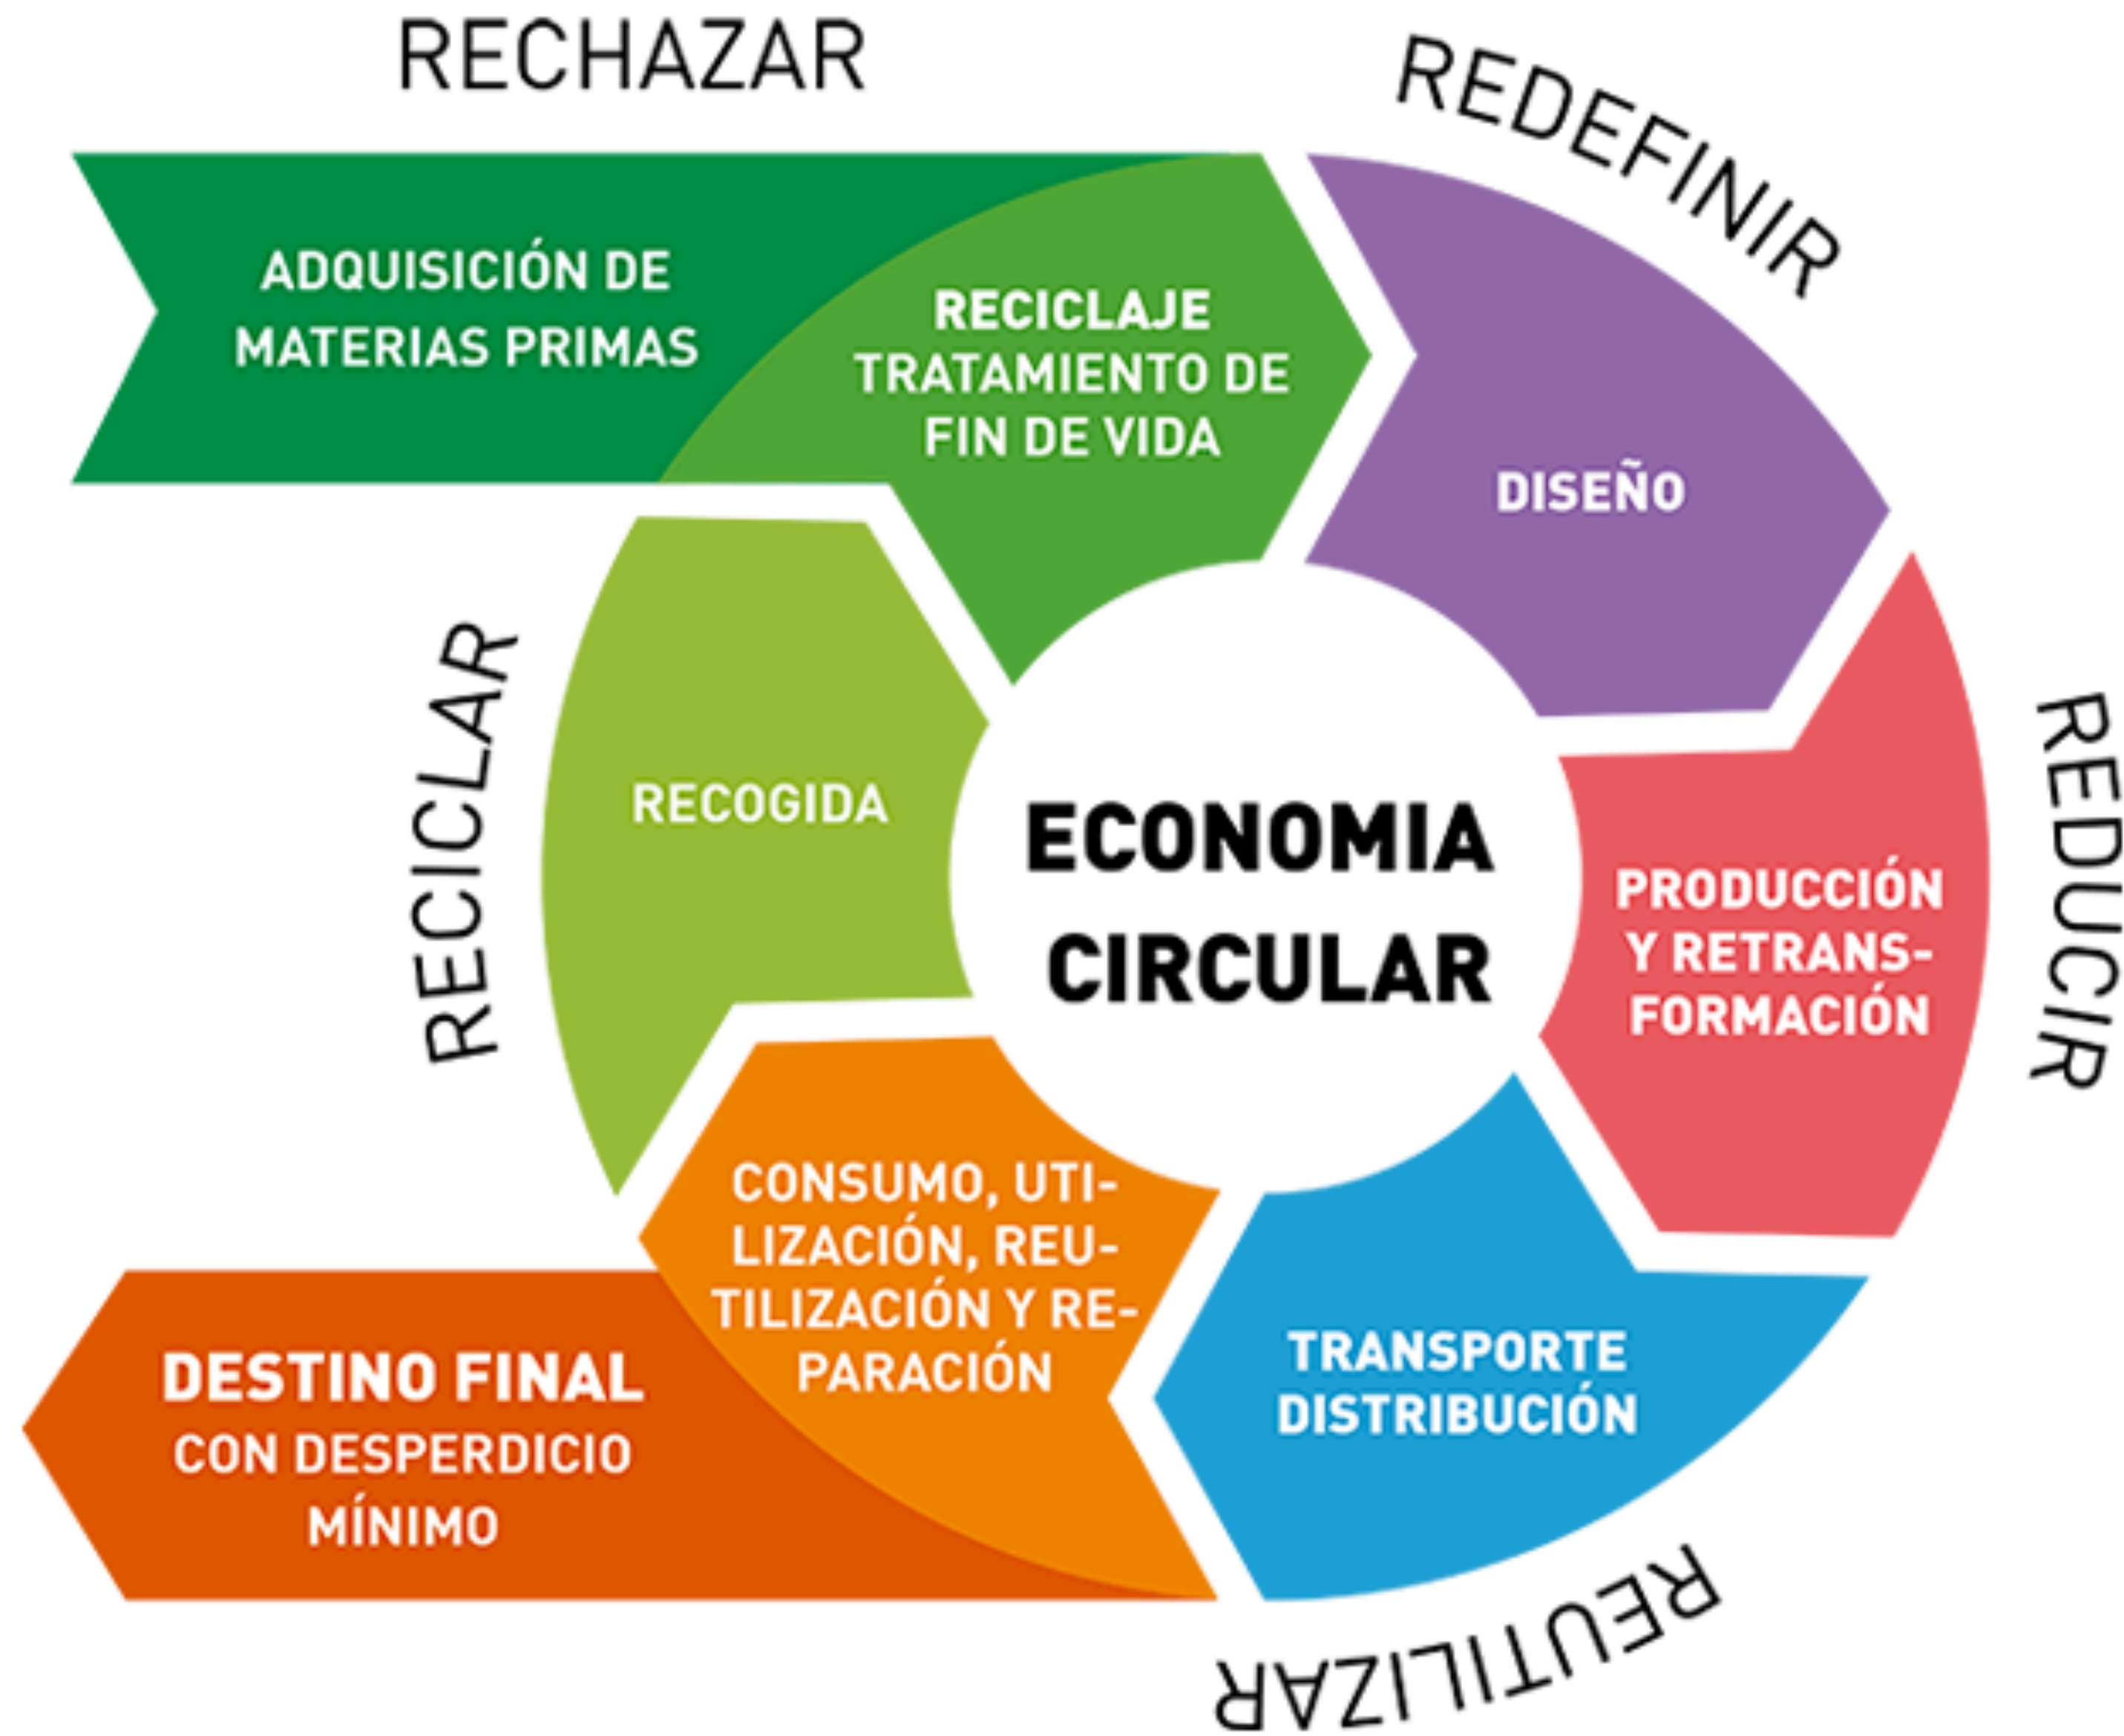 RECHAZAR
REDEFINIR
ADQUISICIÓN DE
MATERIAS PRIMAS
RECICLAJE
TRATAMIENTO DE
FIN DE VIDA
DISEÑO
REDUCIR
PRODUCCIÓN
Y RETRANS-
FORMACIÓN
TRANSPORTE
DISTRIBUCIÓN
REUTILIZAR
CONSUMO, UTI-
LIZACIÓN, REU-
TILIZACIÓN Y RE-
PARACIÓN
DESTINO FINAL
CON DESPERDICIO
MÍNIMO
RECOGIDA
RECICLAR
ECONOMIA
CIRCULAR